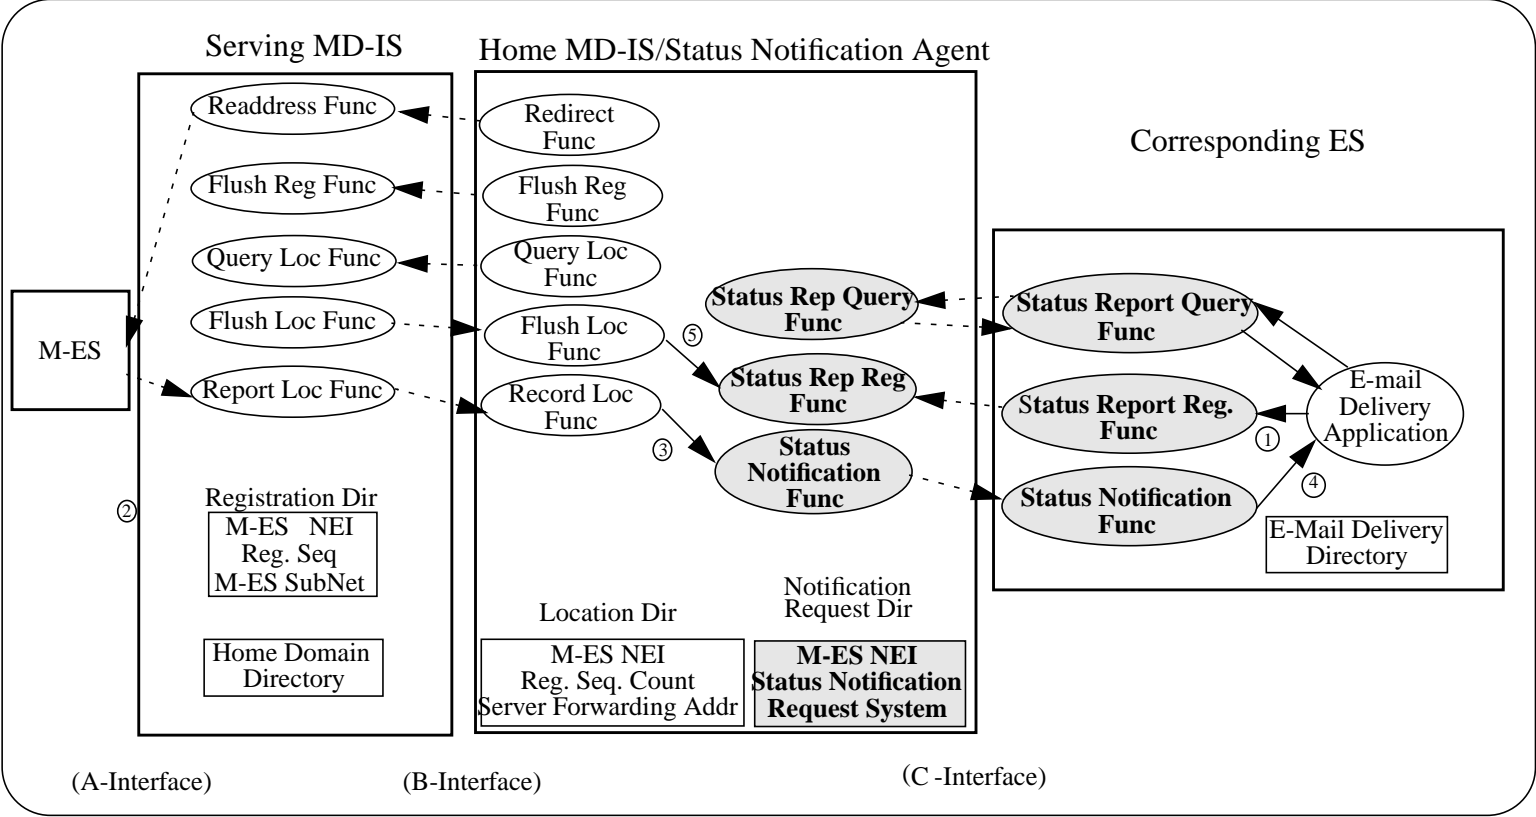 Serving MD-IS
Home MD-IS/Status Notification Agent
Corresponding ES
Readdress Func
Flush Reg Func
Query Loc Func
Flush Loc Func
Report Loc Func
M-ES
Redirect
Func
Flush Reg
Func
Query Loc
Func
Flush Loc
Func
Record Loc
Func
5
3
Status Rep Query
Func
Status Rep Reg
Func
Status
Notification
Func
Status Report Query
Func
Status Report Reg.
Func
Status Notification
Func
E-mail
Delivery
Application
1
4
E-Mail Delivery
Directory
2
Registration Dir
M-ES NEI
Reg. Seq
M-ES SubNet
Home Domain
Directory
Location Dir
M-ES NEI
Reg. Seq. Count
Server Forwarding Addr
Notification
Request Dir
M-ES NEI
Status Notification
Request System
(A-Interface)
(B-Interface)
(C -Interface)